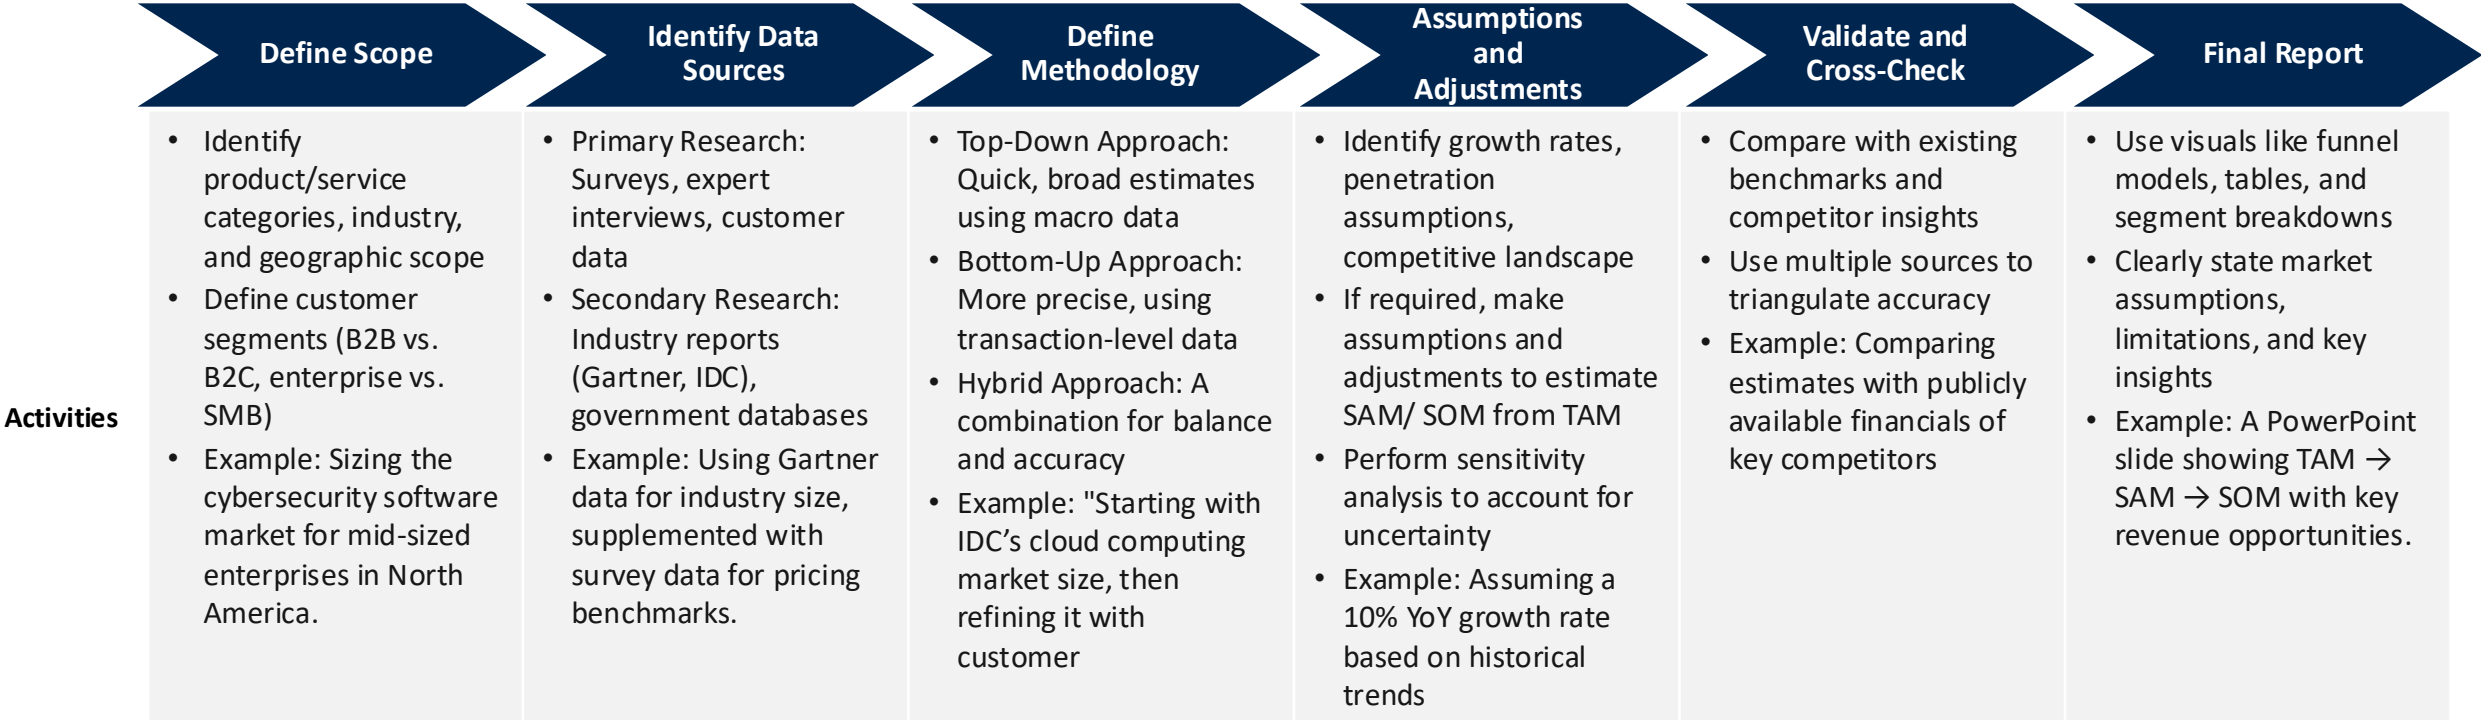 Define Scope
Identify Data
Sources
Define
Methodology
Assumptions
and
Adjustments
Validate and
Cross-Check
Final Report
Activities
• Identify
product/service
categories, industry,
and geographic scope
• Define customer
segments (B2B vs.
B2C, enterprise vs.
SMB)
• Example: Sizing the
cybersecurity software
market for mid-sized
enterprises in North
America.
• Primary Research:
Surveys, expert
interviews, customer
data
• Secondary Research:
Industry reports
(Gartner, IDC),
government databases
• Example: Using Gartner
data for industry size,
supplemented with
survey data for pricing
benchmarks.
• Top-Down Approach:
Quick, broad estimates
using macro data
• Bottom-Up Approach:
More precise, using
transaction-level data
• Hybrid Approach: A
combination for balance
and accuracy
• Example: "Starting with
IDC’s cloud computing
market size, then
refining it with
customer
• Identify growth rates,
penetration
assumptions,
competitive landscape
• If required, make
assumptions and
adjustments to estimate
SAM/ SOM from TAM
• Perform sensitivity
analysis to account for
uncertainty
• Example: Assuming a
10% YoY growth rate
based on historical
trends
• Compare with existing
benchmarks and
competitor insights
• Use multiple sources to
triangulate accuracy
• Example: Comparing
estimates with publicly
available financials of
key competitors
• Use visuals like funnel
models, tables, and
segment breakdowns
• Clearly state market
assumptions,
limitations, and key
insights
• Example: A PowerPoint
slide showing TAM →
SAM → SOM with key
revenue opportunities.